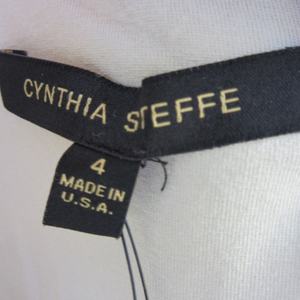 CYNTHIA STEFFE
4
MADE IN
U.S.A.